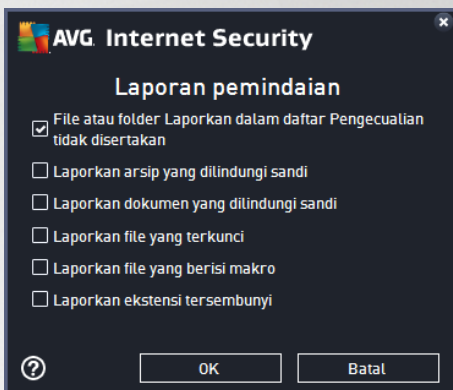 AVG. Internet Security
Laporan pemindaian
File atau folder Laporkan dalam daftar Pengecualian
tidak disertakan
Laporkan arsip yang dilindungi sandi
Laporkan dokumen yang dilindungi sandi
Laporkan file yang terkunci
Laporkan file yang berisi makro
Laporkan ekstensi tersembunyi
?
OK
Batal